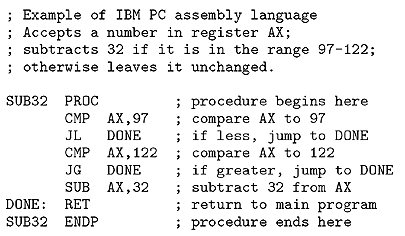 ; Example of IBM PC assembly language
; Accepts a number in register AX;
; subtracts 32 if it is in the range 97-122;
; otherwise leaves it unchanged.
SUB32 PROC ; procedure begins here
CMP AX,97 ; compare AX to 97
JL DONE ; if less, jump to DONE
CMP AX,122 ; compare AX to 122
JG DONE ; if greater, jump to DONE
SUB AX,32 ; subtract 32 from AX
DONE: RET ; return to main program
SUB32 ENDP ; procedure ends here